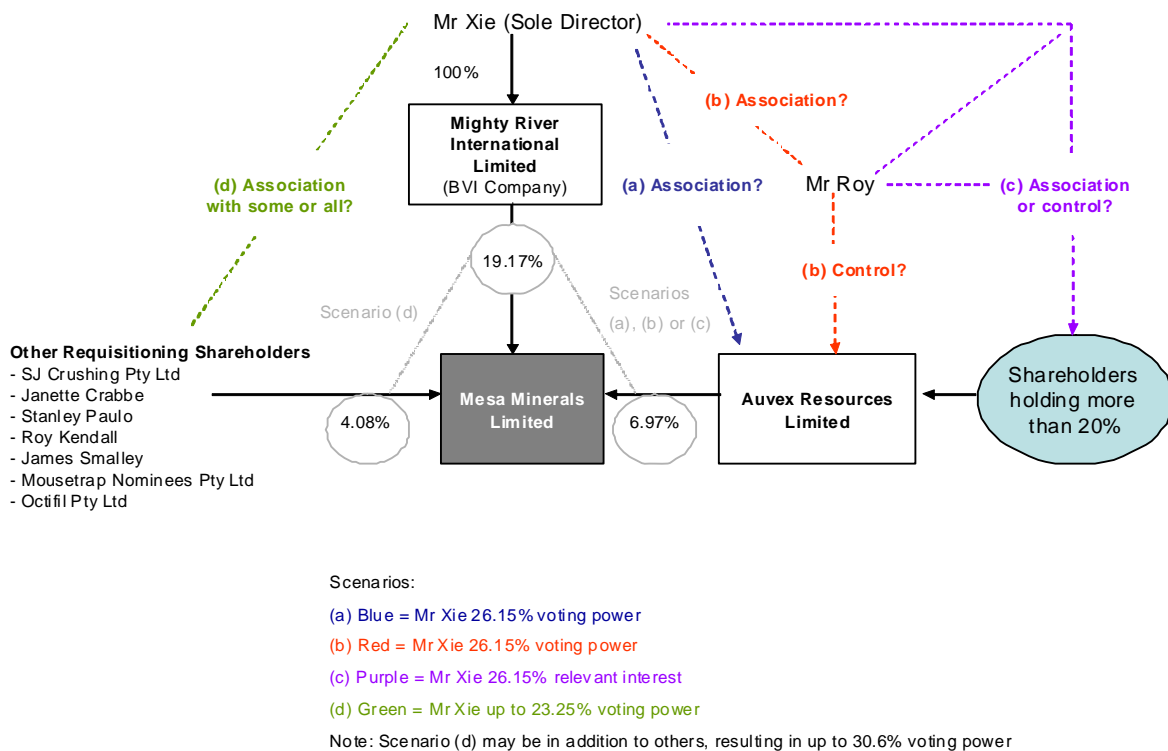 Mr Xie (Sole Director)
100%
(b) Association?
Mighty River
International
Limited
(BVI Company)
(d) Association
with some or all?
(a) Association?
Mr Roy
(c) Association
or control?
19.17%
(b) Control?
Scenario (d)
Scenarios
(a), (b) or (c)
Other Requisitioning Shareholders
- SJ Crushing Pty Ltd
- Janette Crabbe
- Stanley Paulo
- Roy Kendall
- James Smalley
- Mousetrap Nominees Pty Ltd
- Octifil Pty Ltd
4.08%
Mesa Minerals
Limited
6.97%
Auvex Resources
Limited
Shareholders
holding more
than 20%
Scenarios:
(a) Blue = Mr Xie 26.15% voting power
(b) Red = Mr Xie 26.15% voting power
(c) Purple = Mr Xie 26.15% relevant interest
(d) Green = Mr Xie up to 23.25% voting power
Note: Scenario (d) may be in addition to others, resulting in up to 30.6% voting power